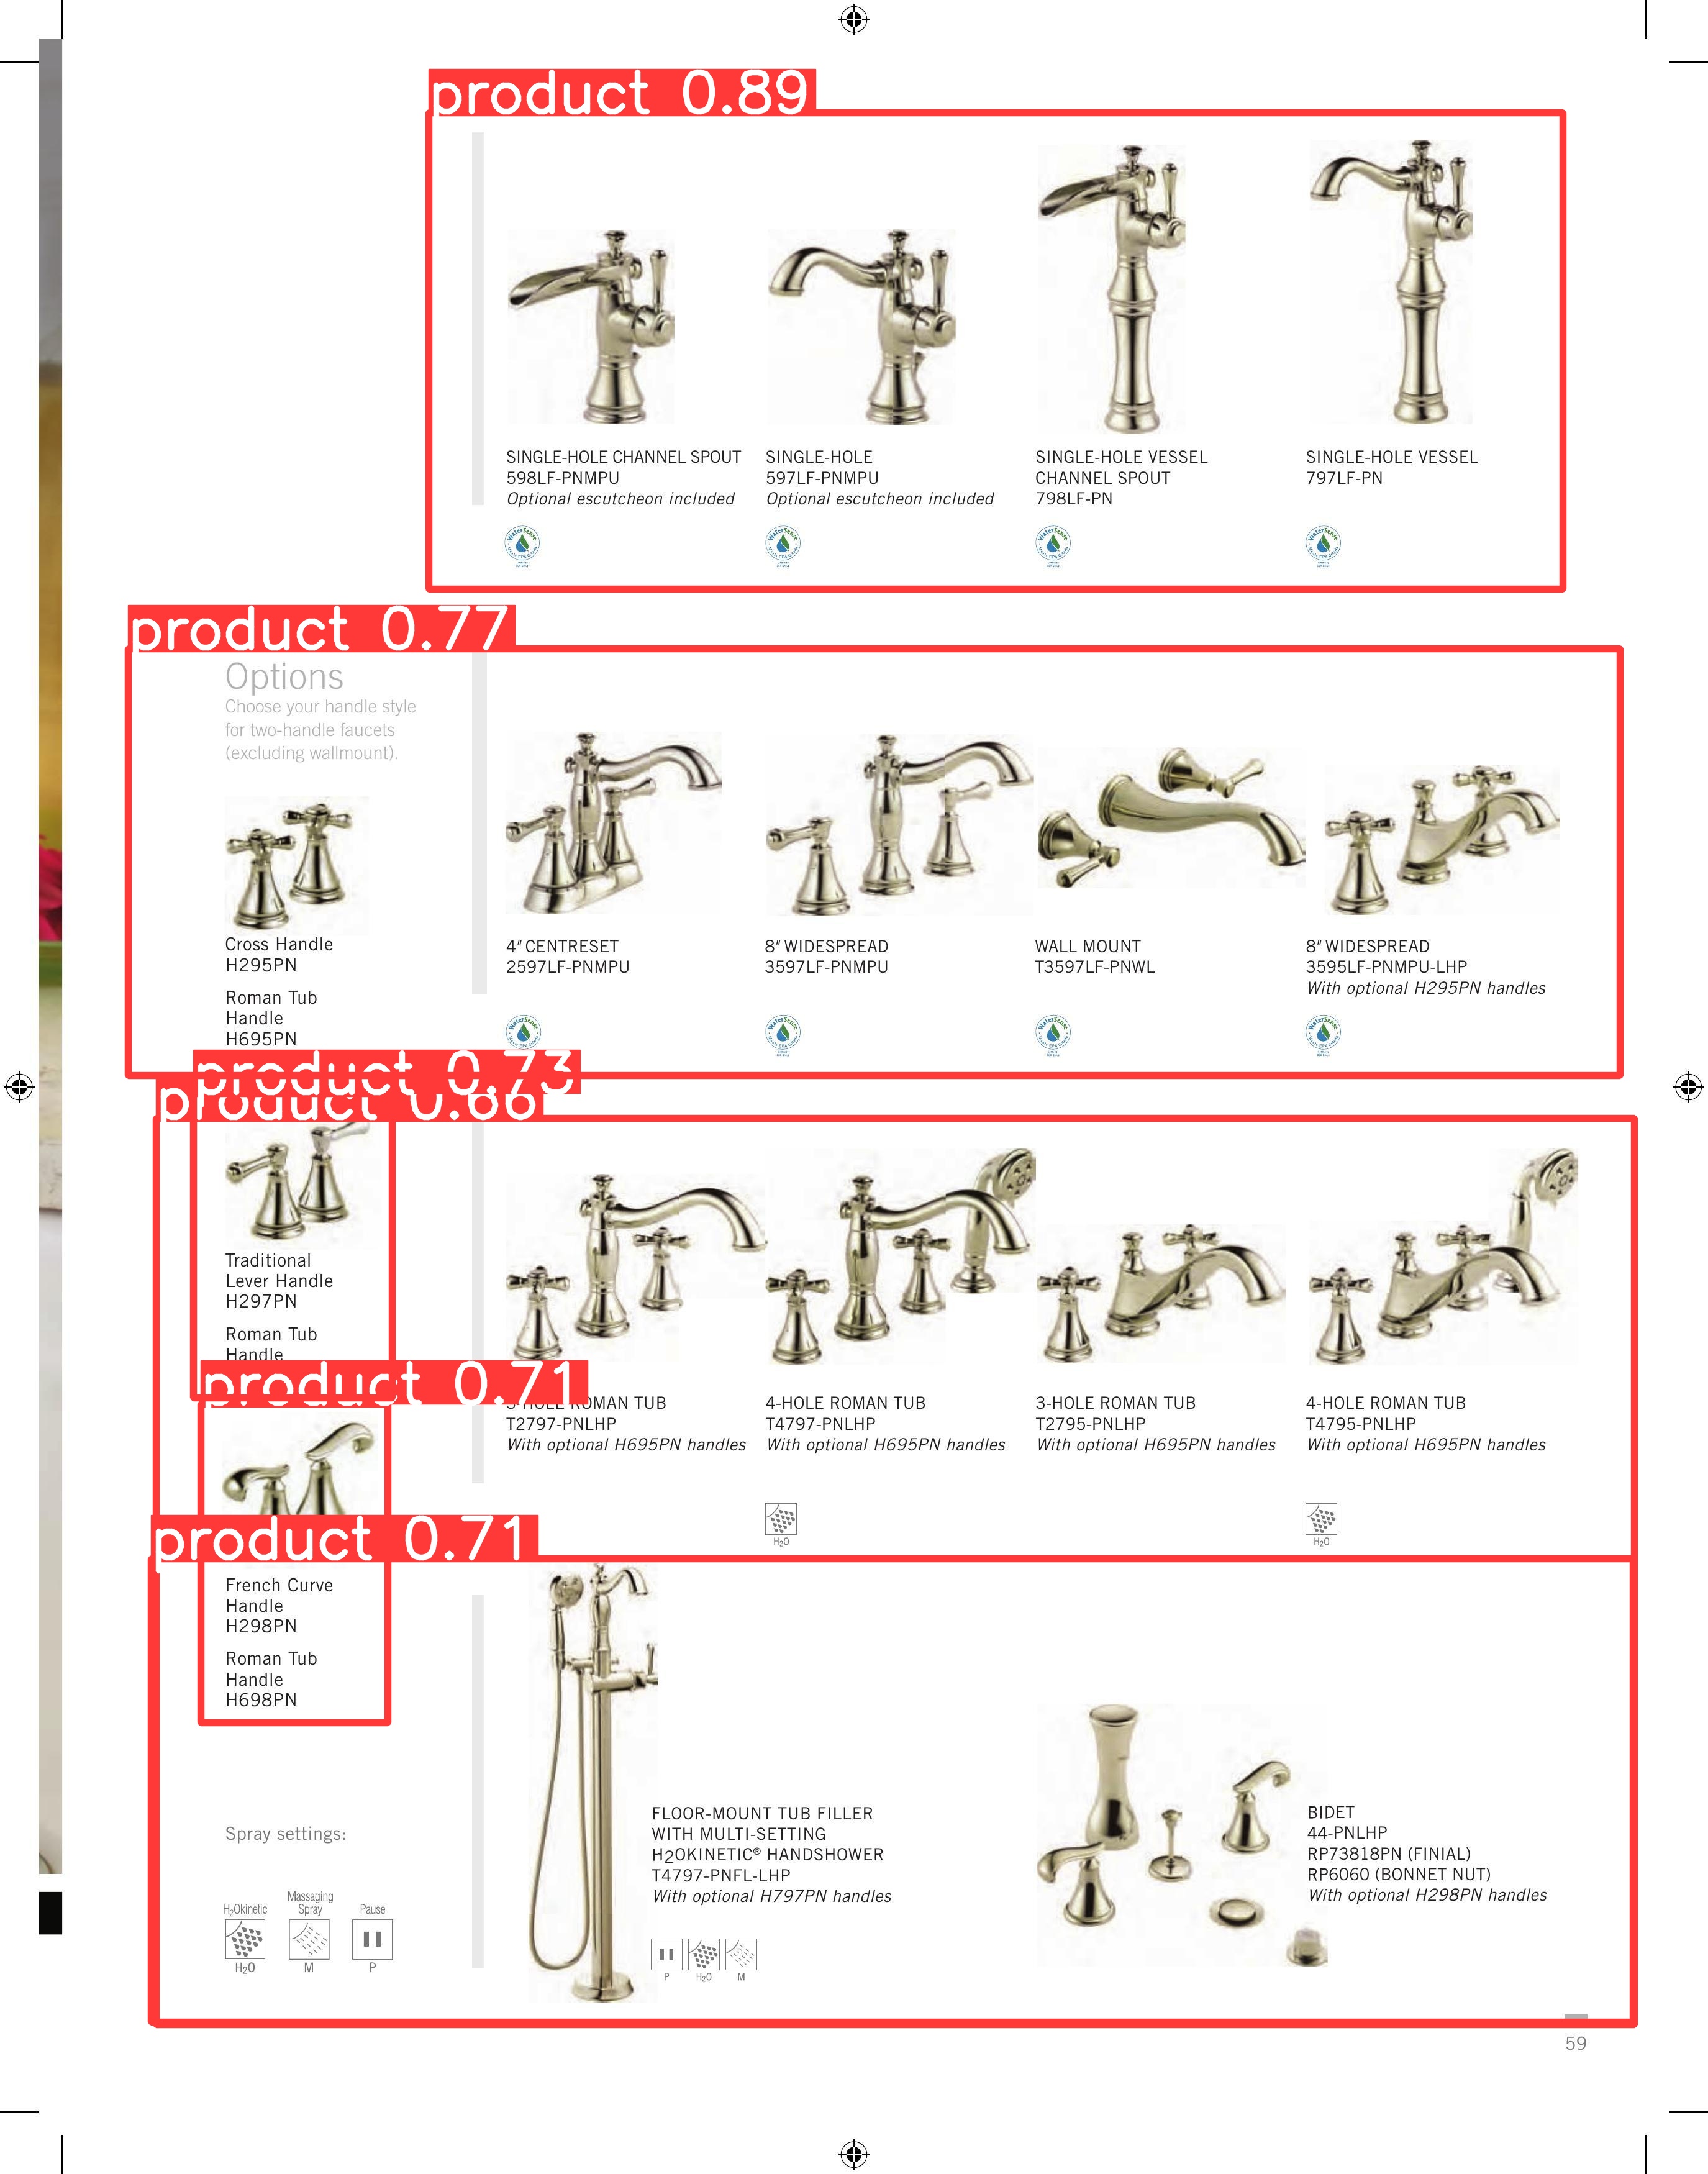 product 0.89
SINGLE-HOLE CHANNEL SPOUT
598LF-PNMPU
Optional escutcheon included
SINGLE-HOLE
597LF-PNMPU
Optional escutcheon included
SINGLE-HOLE VESSEL
CHANNEL SPOUT
798LF-PN
SINGLE-HOLE VESSEL
797LF-PN
product 0.77
Options
Choose your handle style
for two-handle faucets
(excluding wallmount).
Cross Handle
H295PN
Roman Tub
Handle
H695PN
4" CENTRESET
2597LF-PNMPU
8" WIDESPREAD
3597LF-PNMPU
WALL MOUNT
T3597LF-PNWL
8" WIDESPREAD
3595LF-PNMPU-LHP
With optional H295PN handles
product 0.73
product 0.66
Traditional
Lever Handle
H297PN
Roman Tub
Handle
product 0.71
ROMAN TUB
T2797-PNLHP
With optional H695PN handles
4-HOLE ROMAN TUB
T4797-PNLHP
With optional H695PN handles
H2O
3-HOLE ROMAN TUB
T2795-PNLHP
With optional H695PN handles
4-HOLE ROMAN TUB
T4795-PNLHP
With optional H695PN handles
H2O
product 0.71
French Curve
Handle
H298PN
Roman Tub
Handle
H698PN
Spray settings:
H2Okinetic
H2O
Massaging
Spray
M
Pause
P
FLOOR-MOUNT TUB FILLER
WITH MULTI-SETTING
H2OKINETIC® HANDSHOWER
T4797-PNFL-LHP
With optional H797PN handles
P H2O M
BIDET
44-PNLHP
RP73818PN (FINIAL)
RP6060 (BONNET NUT)
With optional H298PN handles
59